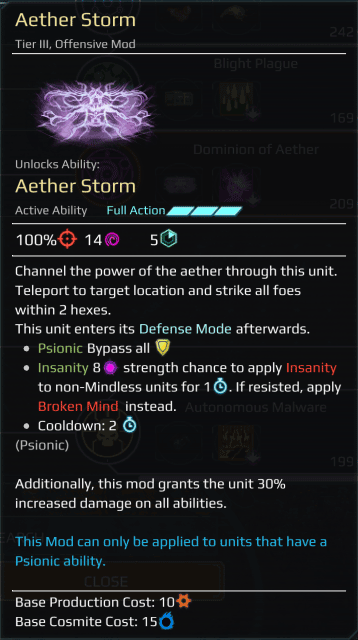 Aether Storm
Tier III, Offensive Mod
242
Blight Plague
169
Dominion of Aether
Unlocks Ability:
Aether Storm
209
Active Ability Full Action
100% 14 5
Channel the power of the aether through this unit.
Teleport to target location and strike all foes
within 2 hexes.
This unit enters its Defense Mode afterwards.
Psionic Bypass all
Insanity 8 strength chance to apply Insanity
to non-Mindless units for 1. If resisted, apply
Broken Mind instead.
Autonomous Malware
Cooldown: 2
(Psionic)
199
Additionally, this mod grants the unit 30%
increased damage on all abilities.
This Mod can only be applied to units that have a
Psionic ability.
CLOSE
Base Production Cost: 10
Base Cosmite Cost: 15